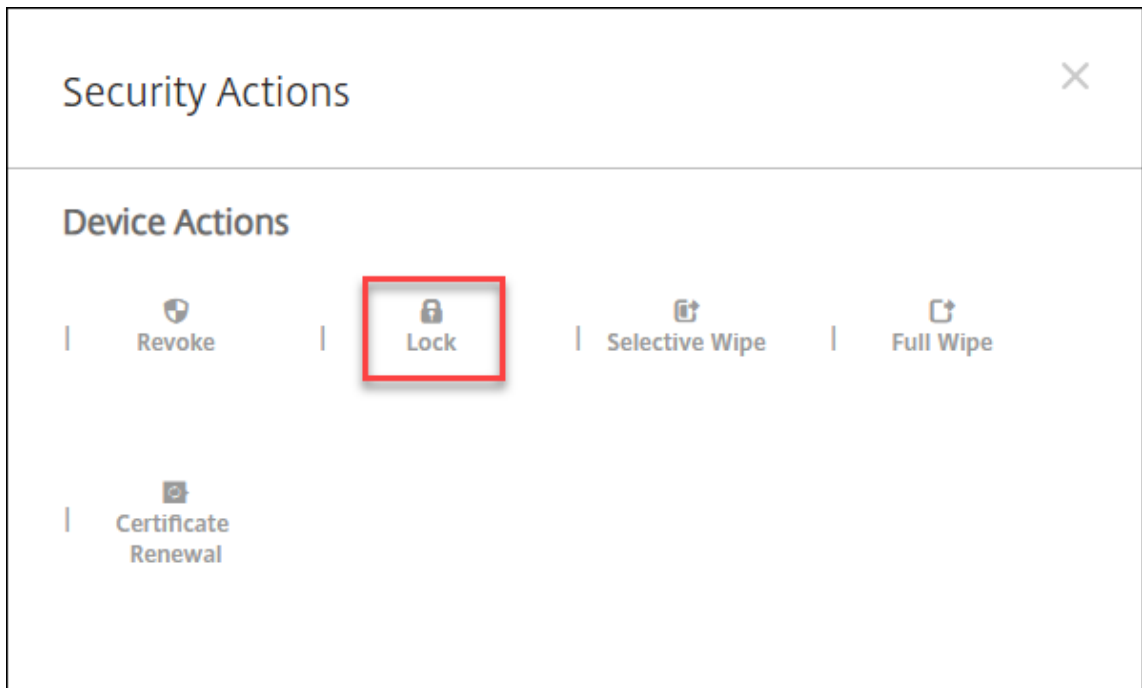 Security Actions
Device Actions
Revoke
Lock
Selective Wipe
Full Wipe
Certificate
Renewal